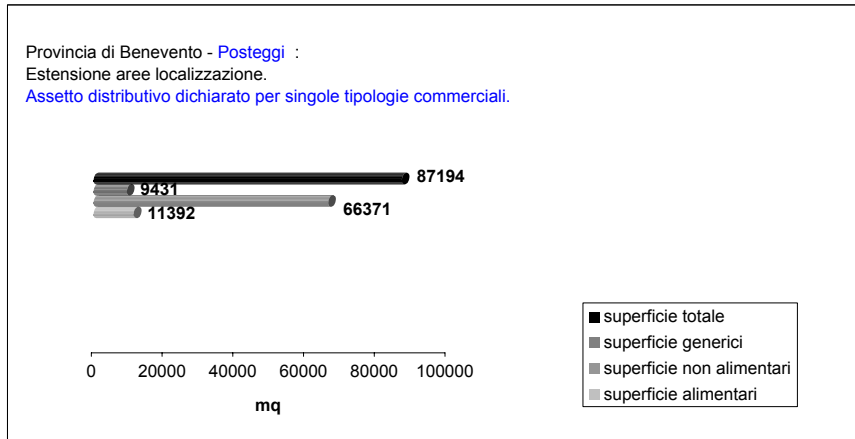 Provincia di Benevento - Posteggi :
Estensione aree localizzazione.
Assetto distributivo dichiarato per singole tipologie commerciali.
87194
9431
66371
11392
superficie totale
superficie generici
superficie non alimentari
superficie alimentari
0 20000 40000 60000 80000 100000
mq